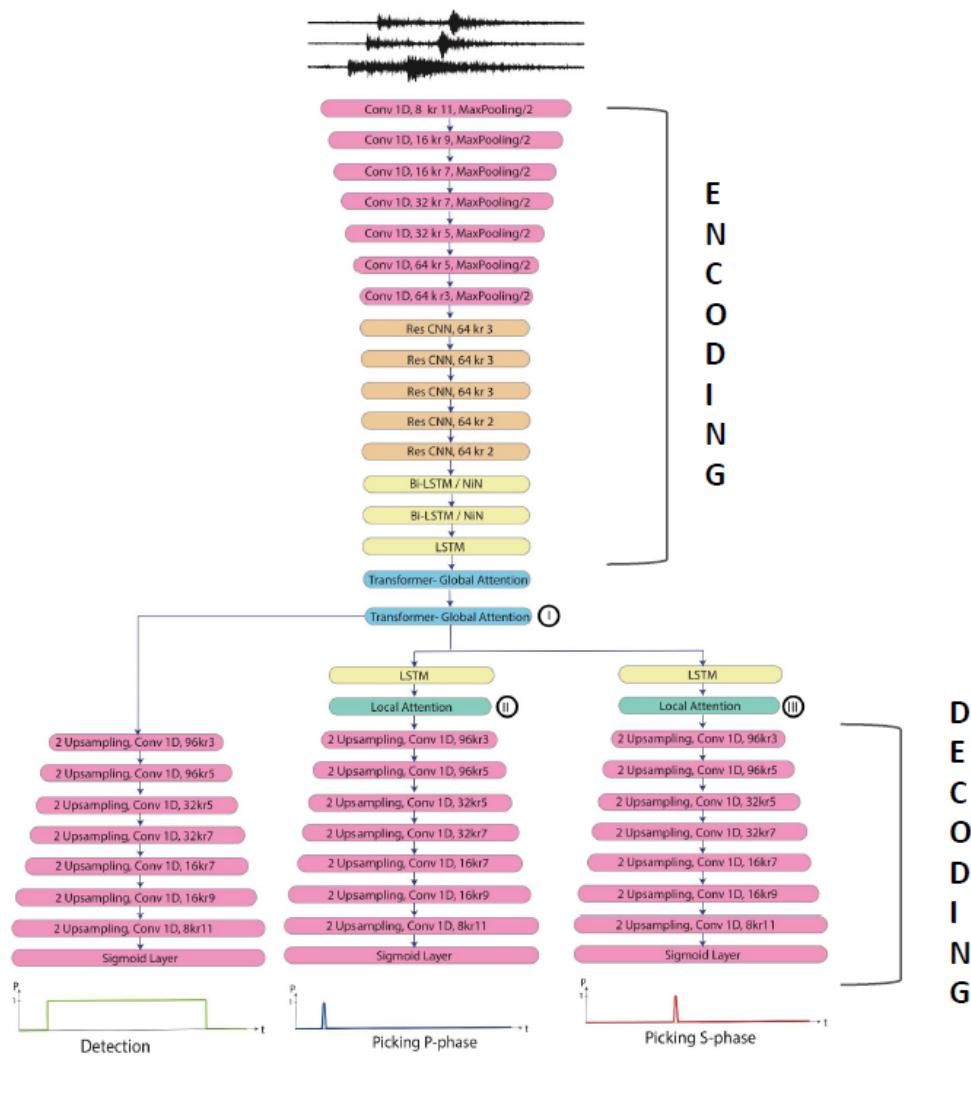 Conv 1D, 8 kr 11, MaxPooling/2
Conv 1D, 16 kr 9, MaxPooling/2
Conv 1D, 16 kr 7, MaxPooling/2
Conv 1D, 32 kr 7, MaxPooling/2
Conv 1D, 32 kr 5, MaxPooling/2
Conv 1D, 64 kr 5, MaxPooling/2
Conv 1D, 64 k r3, MaxPooling/2
Res CNN, 64 kr 3
Res CNN, 64 kr 3
Res CNN, 64 kr 3
Res CNN, 64 kr 2
Res CNN, 64 kr 2
Bi-LSTM / NiN
Bi-LSTM / NiN
LSTM
Transformer- Global Attention
Transformer- Global Attention
I
ENCODING
2 Upsampling, Conv 1D, 96kr3
2 Upsampling, Conv 1D, 96kr5
2 Upsampling, Conv 1D, 32kr5
2 Upsampling, Conv 1D, 32kr7
2 Upsampling, Conv 1D, 16kr7
2 Upsampling, Conv 1D, 16kr9
2 Upsampling, Conv 1D, 8kr11
Sigmoid Layer
P
1
t
Detection
LSTM
Local Attention
II
2 Upsampling, Conv 1D, 96kr3
2 Upsampling, Conv 1D, 96kr5
2 Upsampling, Conv 1D, 32kr5
2 Upsampling, Conv 1D, 32kr7
2 Upsampling, Conv 1D, 16kr7
2 Upsampling, Conv 1D, 16kr9
2 Upsampling, Conv 1D, 8kr11
Sigmoid Layer
P
1
t
Picking P-phase
LSTM
Local Attention
III
2 Upsampling, Conv 1D, 96kr3
2 Upsampling, Conv 1D, 96kr5
2 Upsampling, Conv 1D, 32kr5
2 Upsampling, Conv 1D, 32kr7
2 Upsampling, Conv 1D, 16kr7
2 Upsampling, Conv 1D, 16kr9
2 Upsampling, Conv 1D, 8kr11
Sigmoid Layer
P
1
t
Picking S-phase
DECODING